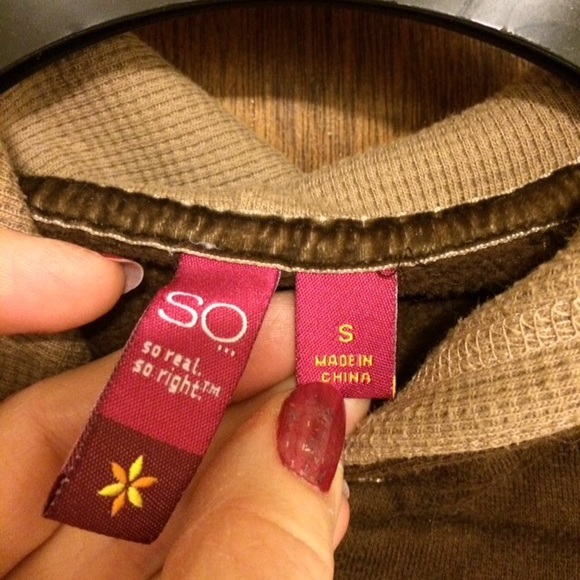 SO
...
so real.
so right.™
S
MADE IN
CHINA